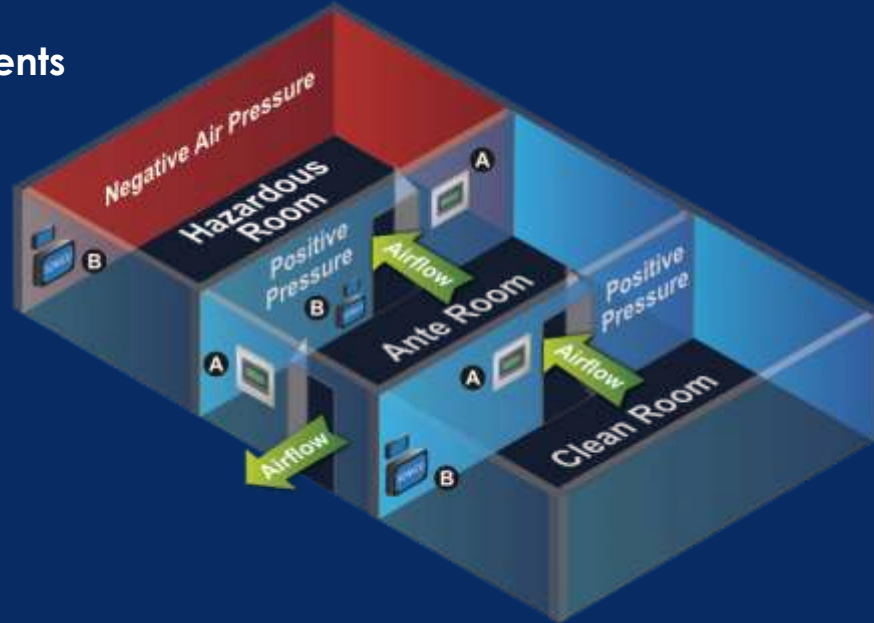 ents
Negative Air Pressure
Hazardous
Room
A
B
Positive
Pressure
Airflow
B
Ante Room
Positive
Pressure
A
A
Airflow
Clean Room
Airflow
B